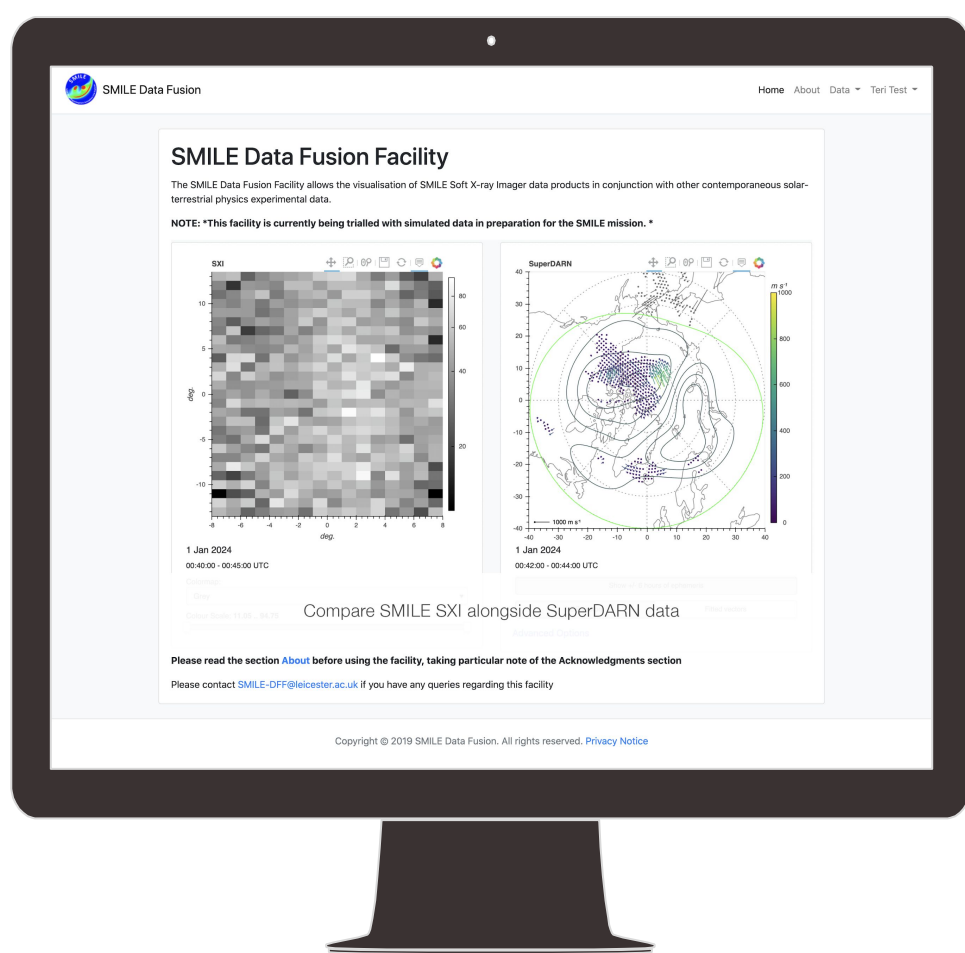 SMILE
SMILE Data Fusion
Home About Data Teri Test
SMILE Data Fusion Facility
The SMILE Data Fusion Facility allows the visualisation of SMILE Soft X-ray Imager data products in conjunction with other contemporaneous solar-
terrestrial physics experimental data.
NOTE: *This facility is currently being trialled with simulated data in preparation for the SMILE mission. *
SXI
10
5
0
-5
-10
deg.
-8 -6 -4 -2 0 2 4 6 8
deg.
80
60
40
20
1 Jan 2024
00:40:00 - 00:45:00 UTC
SuperDARN
40
30
20
10
0
-10
-20
-30
-40
1000 m s⁻¹
-40 -30 -20 -10 0 10 20 30 40
m s⁻¹
1000
800
600
400
200
0
1 Jan 2024
00:42:00 - 00:44:00 UTC
Compare SMILE SXI alongside SuperDARN data
Advanced Options
Please read the section About before using the facility, taking particular note of the Acknowledgments section
Please contact SMILE-DFF@leicester.ac.uk if you have any queries regarding this facility
Copyright © 2019 SMILE Data Fusion. All rights reserved. Privacy Notice